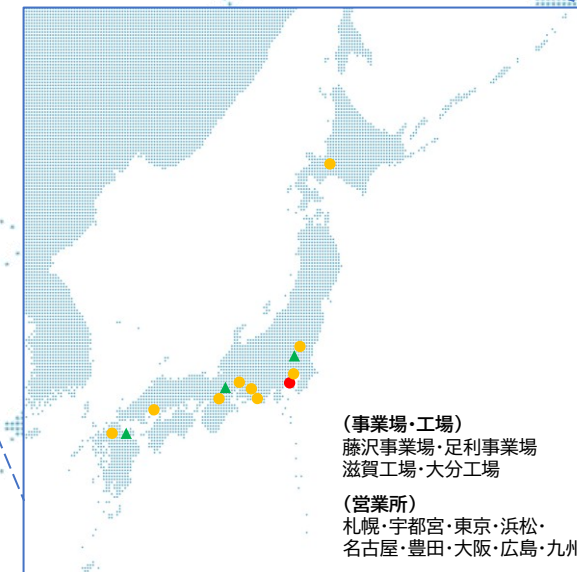 (事業場・工場)
藤沢事業場・足利事業場
滋賀工場・大分工場
(営業所)
札幌・宇都宮・東京・浜松・
名古屋・豊田・大阪・広島・九州